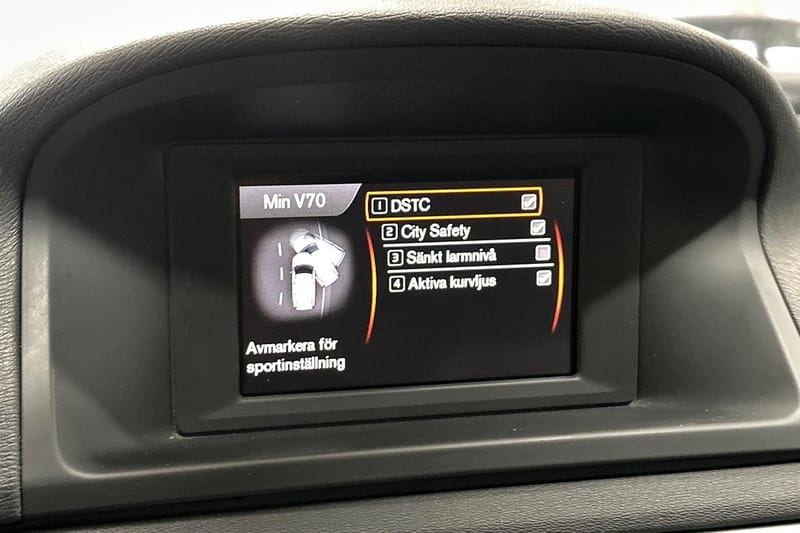 Min V70
1 DSTC
2 City Safety
3 Sänkt larmnivå
4 Aktiva kurvljus
Avmarkera för
sportinställning